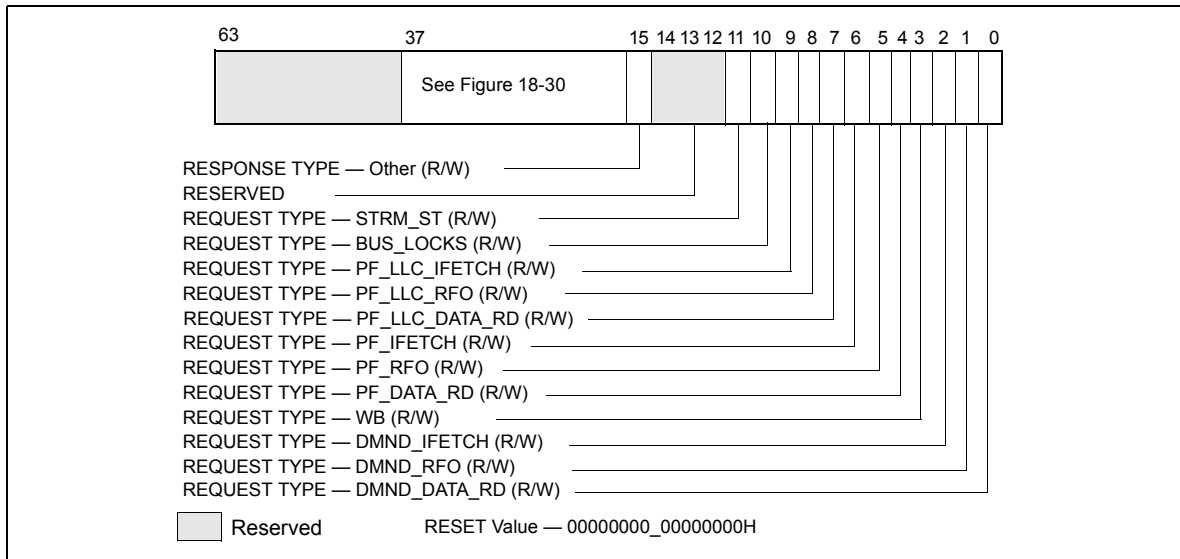 63 37 15 14 13 12 11 10 9 8 7 6 5 4 3 2 1 0
See Figure 18-30
RESPONSE TYPE — Other (R/W)
RESERVED
REQUEST TYPE — STRM_ST (R/W)
REQUEST TYPE — BUS_LOCKS (R/W)
REQUEST TYPE — PF_LLC_IFETCH (R/W)
REQUEST TYPE — PF_LLC_RFO (R/W)
REQUEST TYPE — PF_LLC_DATA_RD (R/W)
REQUEST TYPE — PF_IFETCH (R/W)
REQUEST TYPE — PF_RFO (R/W)
REQUEST TYPE — PF_DATA_RD (R/W)
REQUEST TYPE — WB (R/W)
REQUEST TYPE — DMND_IFETCH (R/W)
REQUEST TYPE — DMND_RFO (R/W)
REQUEST TYPE — DMND_DATA_RD (R/W)
Reserved RESET Value — 00000000_00000000H